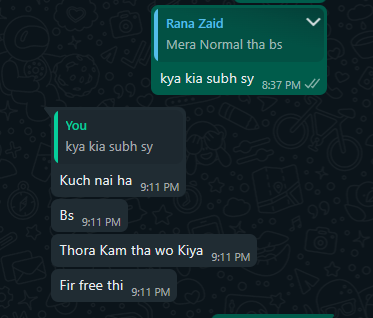 Rana Zaid
Mera Normal tha bs
kya kia subh sy
8:37 PM
You
kya kia subh sy
Kuch nai ha
9:11 PM
Bs
9:11 PM
Thora Kam tha wo Kiya
9:11 PM
Fir free thi
9:11 PM